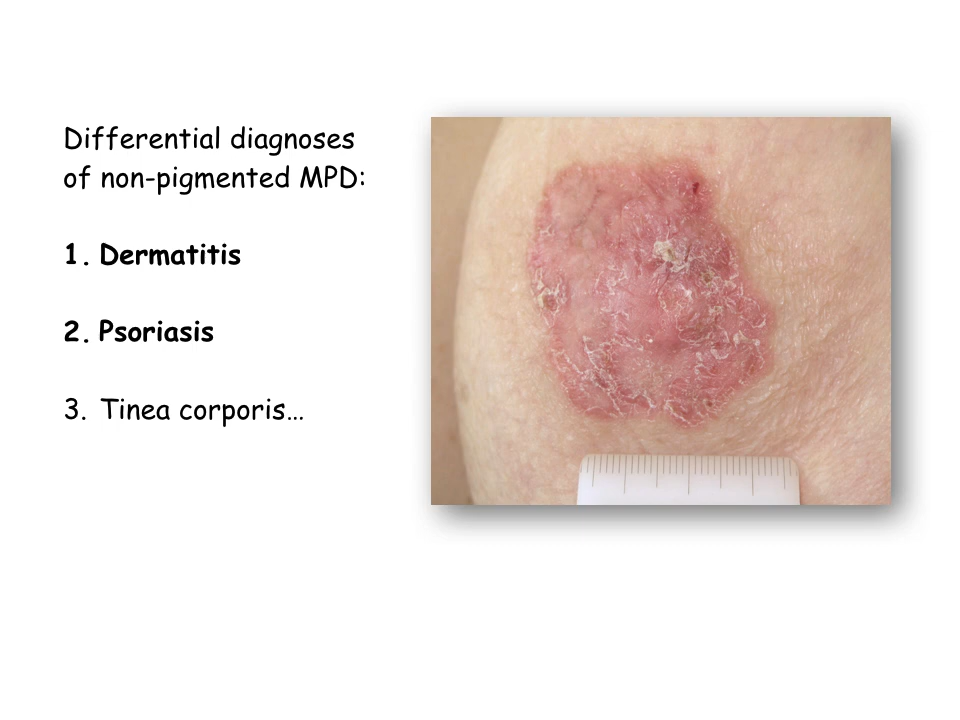 Differential diagnoses
of non-pigmented MPD:
1. Dermatitis
2. Psoriasis
3. Tinea corporis…